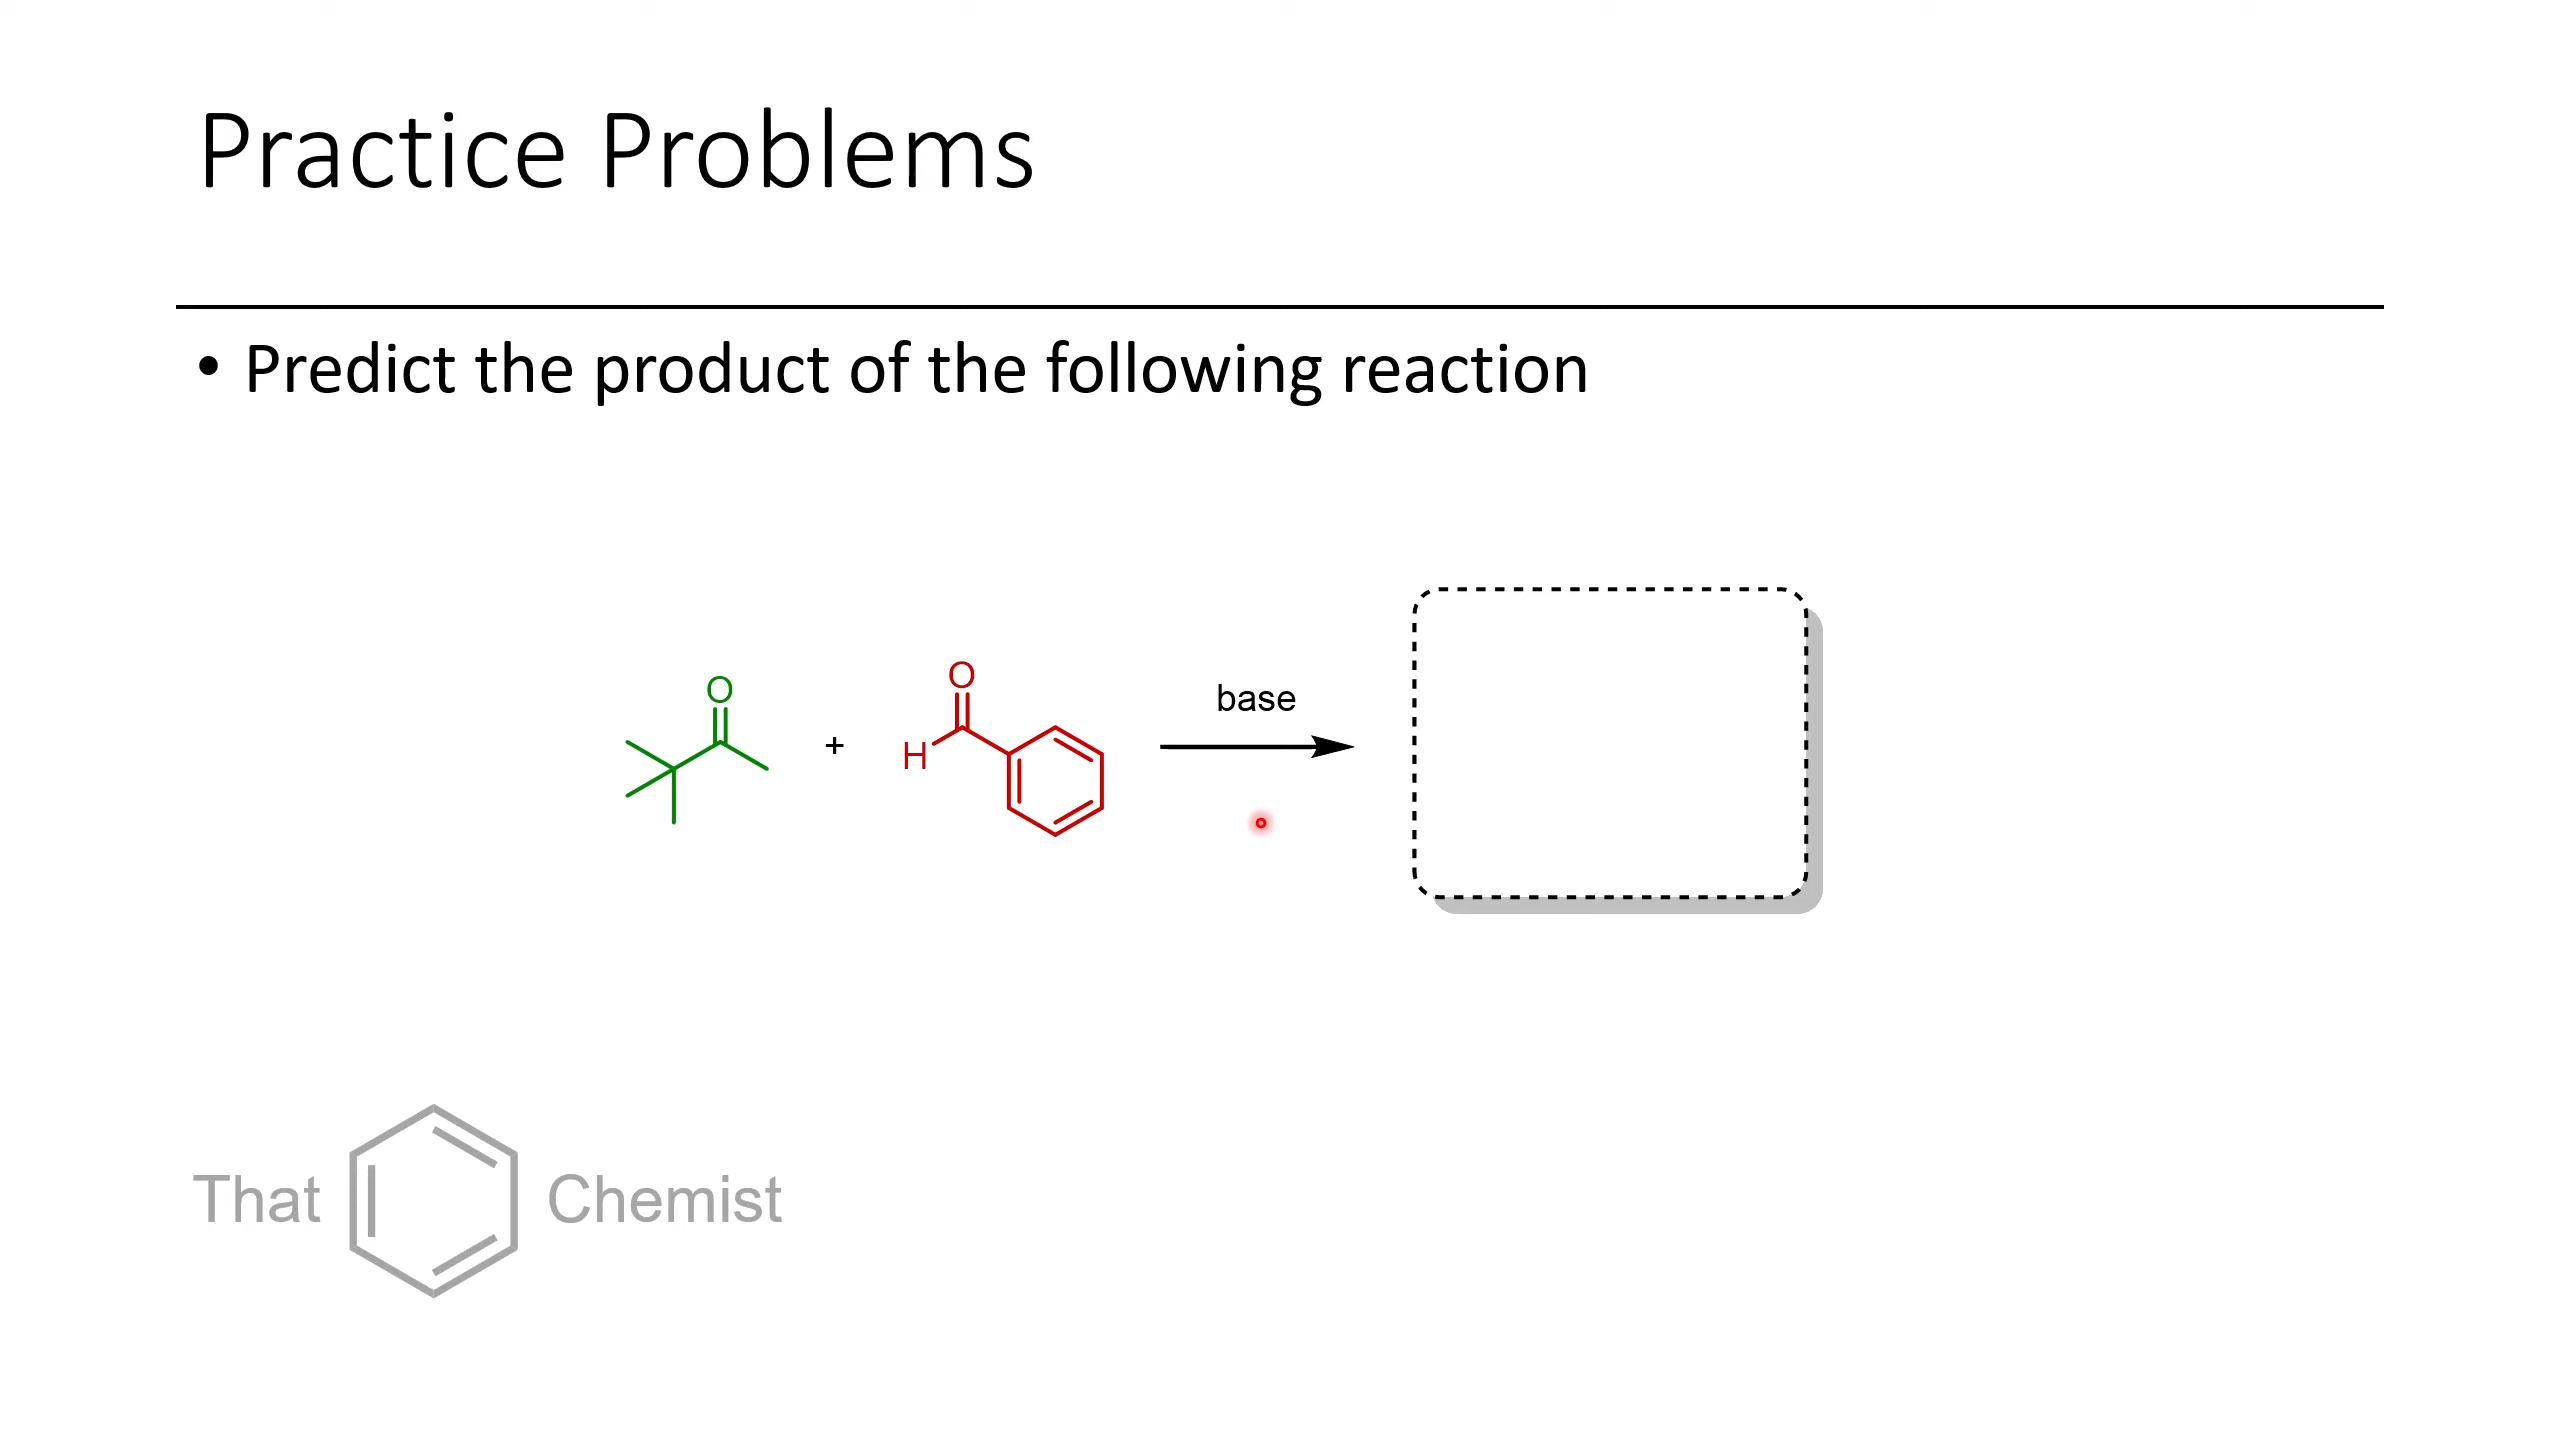 Practice Problems
• Predict the product of the following reaction
O
+
H
O
base
That Chemist